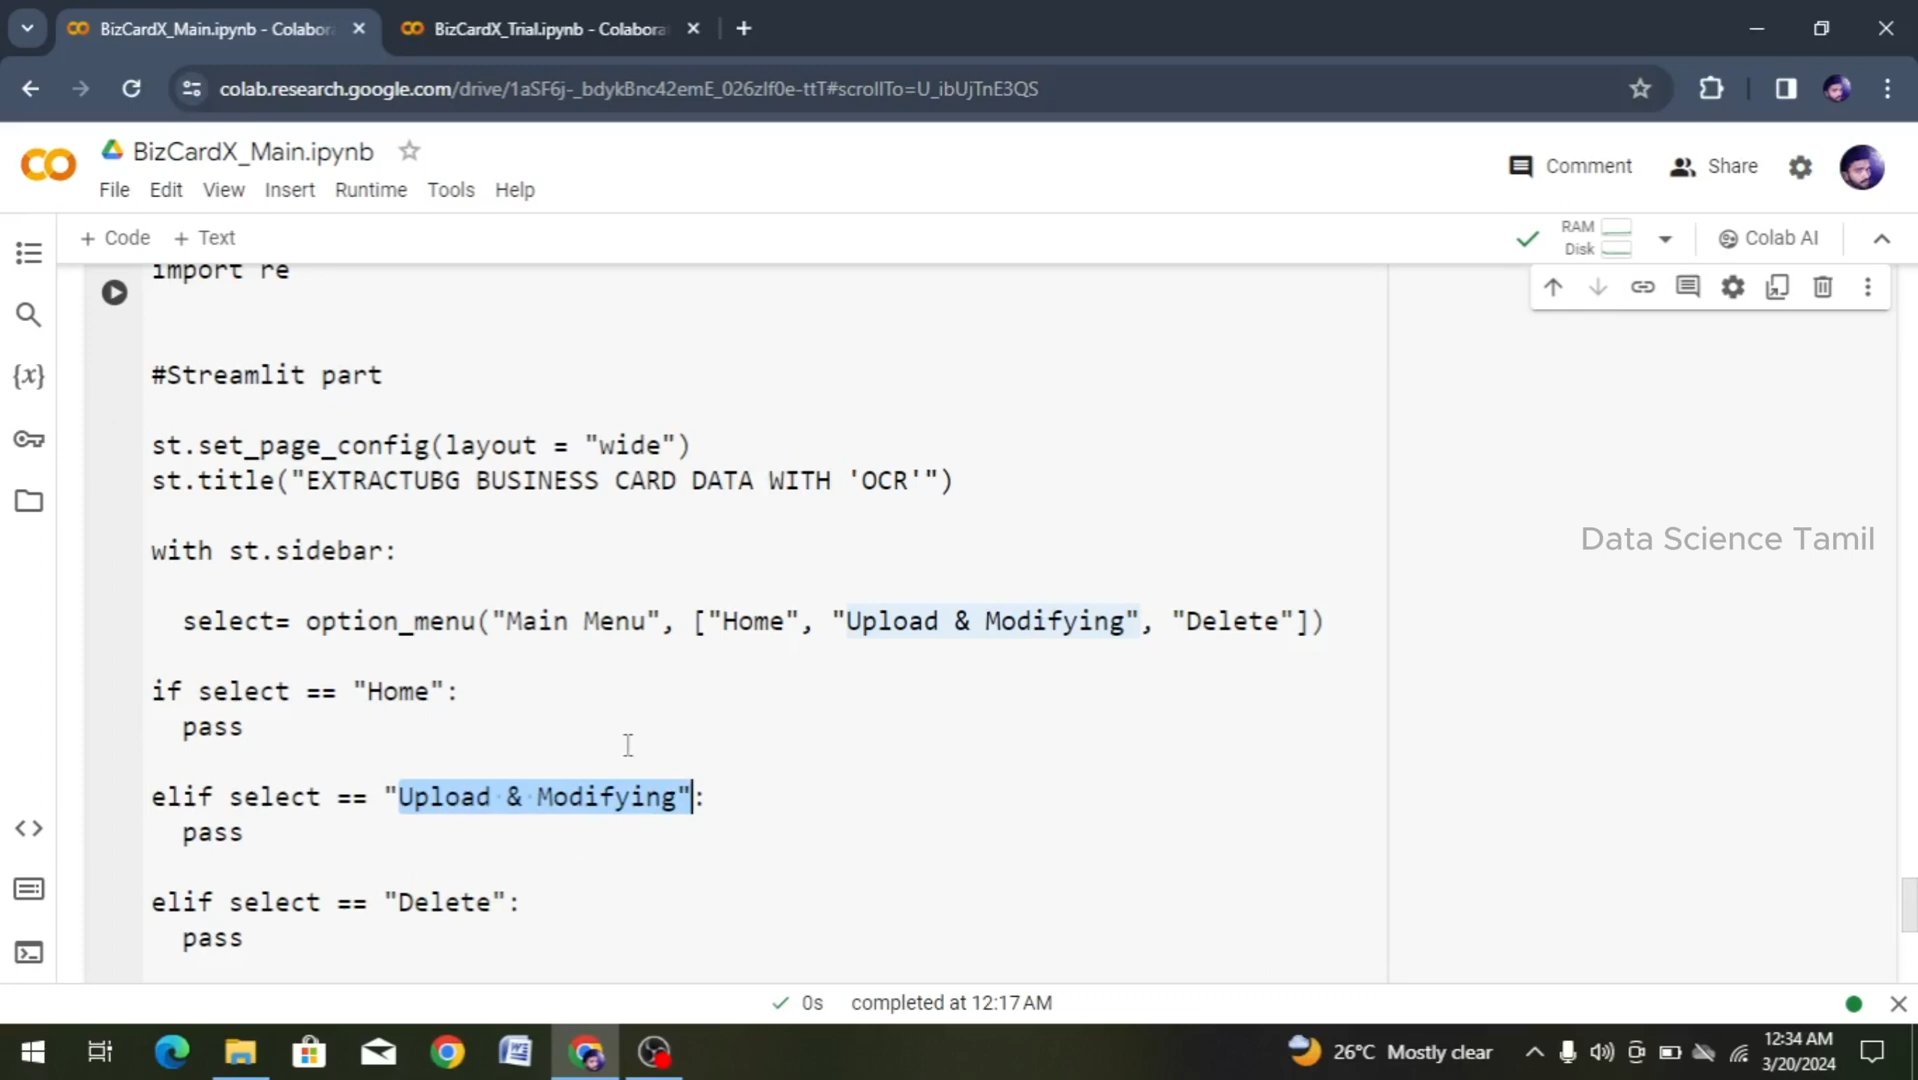 BizCardX_Main.ipynb - Colabora
BizCardX_Trial.ipynb - Colabora
colab.research.google.com/drive/1aSF6j-_bdykBnc42emE_026zIf0e-ttT#scrollTo=U_ibUjTnE3QS
BizCardX_Main.ipynb
Comment
Share
File Edit View Insert Runtime Tools Help
+ Code + Text
RAM
Disk
Colab AI
import re
#Streamlit part
st.set_page_config(layout = "wide")
st.title("EXTRACTUBG BUSINESS CARD DATA WITH 'OCR'")
with st.sidebar:
Data Science Tamil
select= option_menu("Main Menu", ["Home", "Upload & Modifying", "Delete"])
if select == "Home":
pass
elif select == "Upload & Modifying":
pass
elif select == "Delete":
pass
0s completed at 12:17 AM
26°C Mostly clear
12:34 AM
3/20/2024